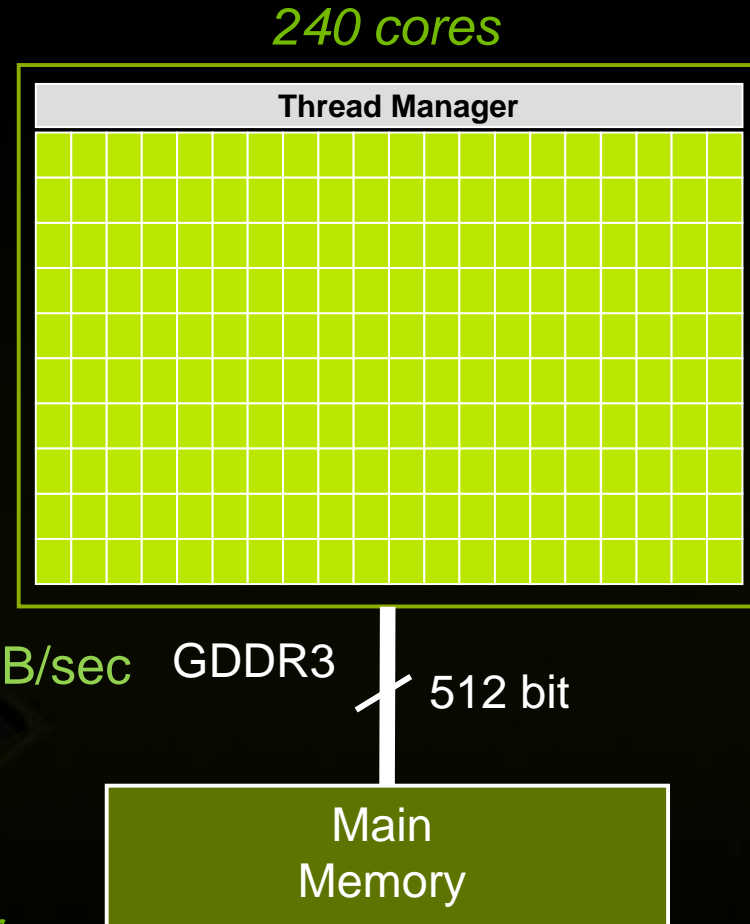 240 cores
Thread Manager
B/sec
GDDR3
512 bit
Main
Memory